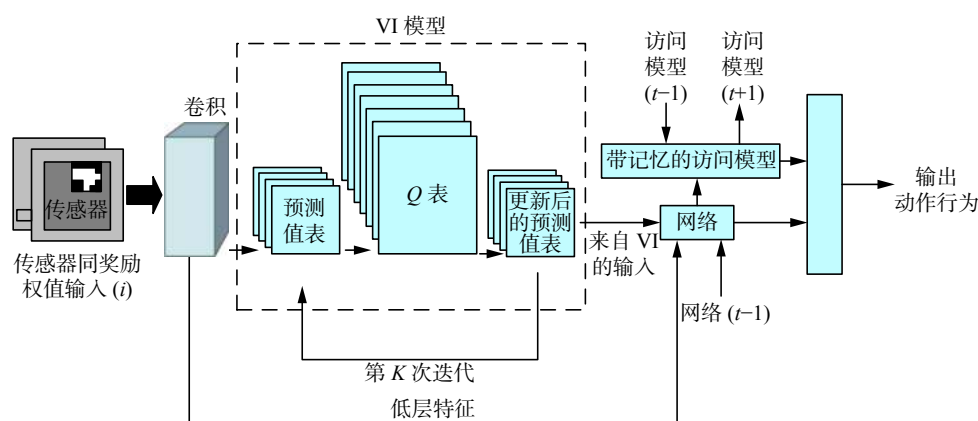 VI 模型
访问
模型
(t−1)
访问
模型
(t+1)
卷积
传感器
传感器同奖励
权值输入 (i)
预测
值表
Q 表
更新后
的预测
值表
带记忆的访问模型
网络
来自 VI
的输入
网络 (t−1)
输出
动作行为
第 K 次迭代
低层特征